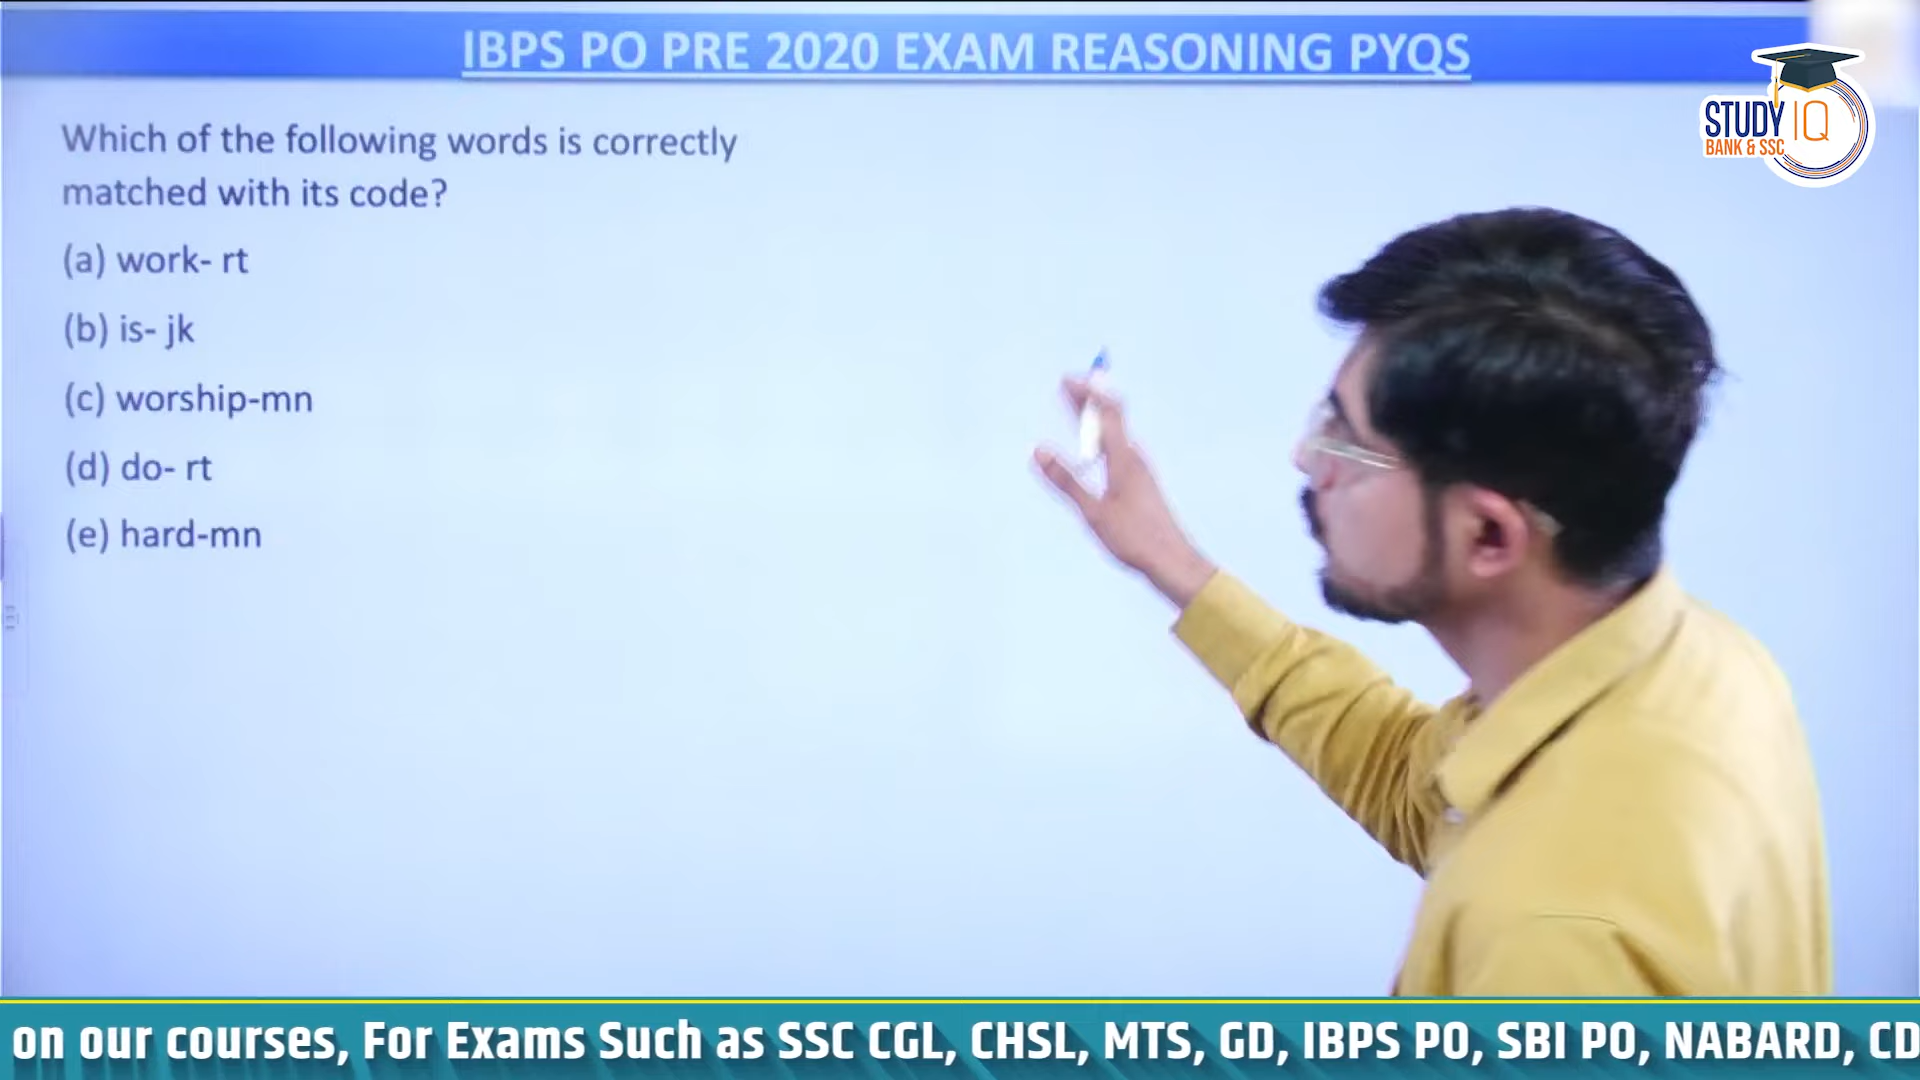 IBPS PO PRE 2020 EXAM REASONING PYQS
STUDY IQ
BANK & SSC
Which of the following words is correctly
matched with its code?
(a) work- rt
(b) is- jk
(c) worship-mn
(d) do- rt
(e) hard-mn
on our courses, For Exams Such as SSC CGL, CHSL, MTS, GD, IBPS PO, SBI PO, NABARD, CD